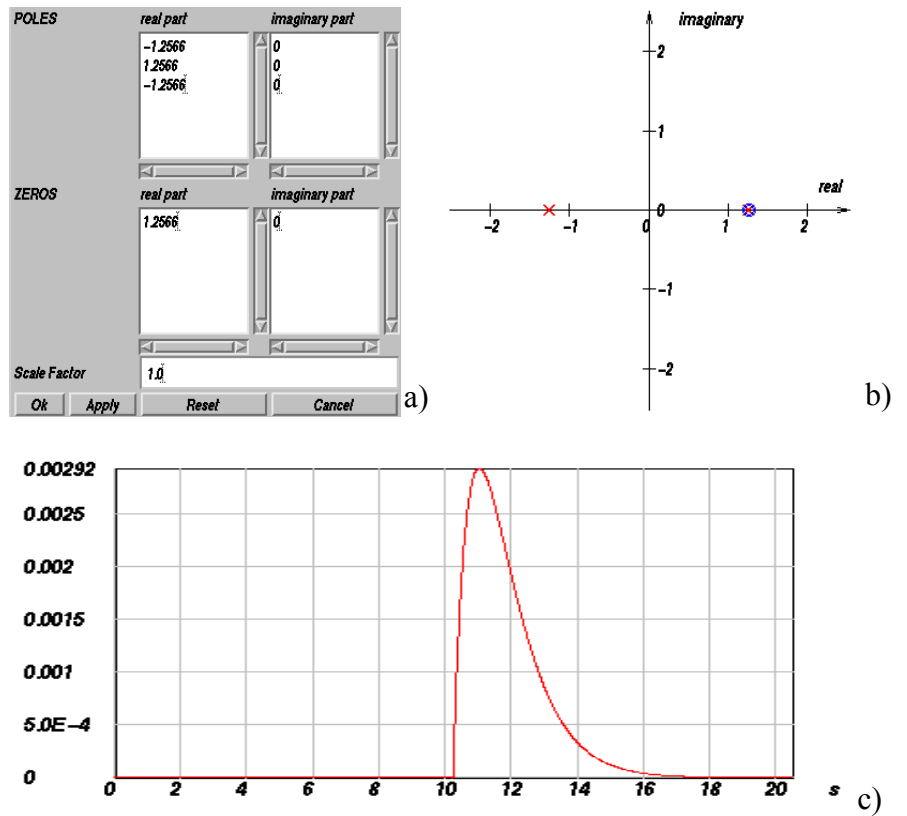 POLES real part imaginary part
−1.2566 0
1.2566 0
−1.2566 0
ZEROS real part imaginary part
1.2566 0
Scale Factor 1.0
Ok Apply Reset Cancel
a)
imaginary
2
1
real
−2 −1 0 0 1 2
−1
−2
b)
0.00292
0.0025
0.002
0.0015
0.001
5.0E−4
0
0 2 4 6 8 10 12 14 16 18 20 s
c)